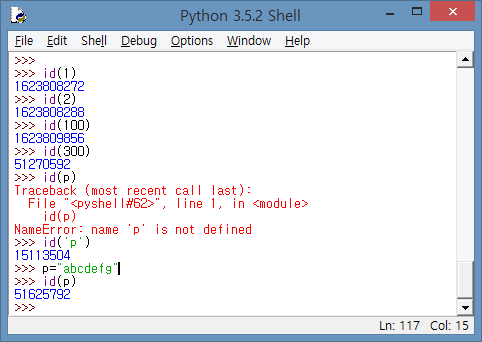 Python 3.5.2 Shell
File Edit Shell Debug Options Window Help
>>>
>>> id(1)
1623808272
>>> id(2)
1623808288
>>> id(100)
1623809856
>>> id(300)
51270592
>>> id(p)
Traceback (most recent call last):
  File "<pyshell#62>", line 1, in <module>
    id(p)
NameError: name 'p' is not defined
>>> id('p')
15113504
>>> p="abcdefg"
>>> id(p)
51625792
>>>
Ln: 117 Col: 15